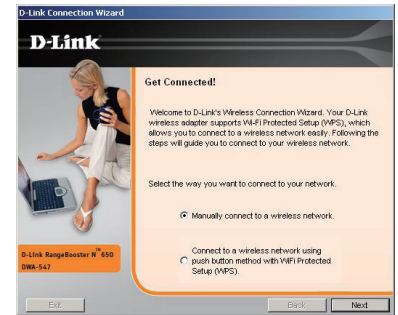 D-Link Connection Wizard
D-Link
Get Connected!
Welcome to D-Link's Wireless Connection Wizard. Your D-Link
wireless adapter supports Wi-Fi Protected Setup (WPS), which
allows you to connect to a wireless network easily. Following the
steps will guide you to connect to your wireless network.
Select the way you want to connect to your network.
Manually connect to a wireless network.
Connect to a wireless network using
push button method with WiFi Protected
Setup (WPS).
D-Link RangeBooster N™ 650
DWA-547
Exit
Back
Next